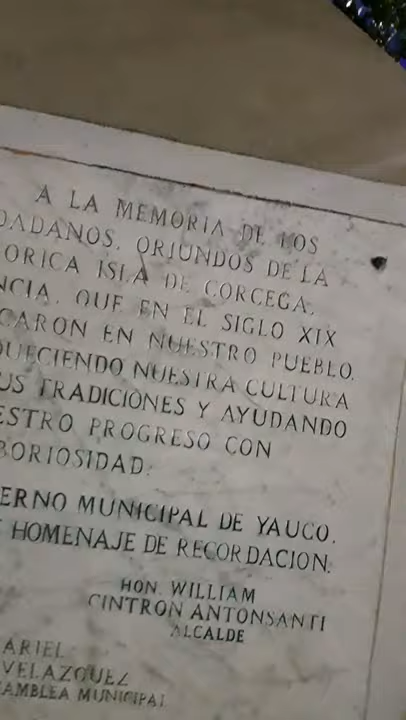 A LA MEMORIA DE LOS
DADANOS, ORIUNDOS DE LA
ORICA ISLA DE CORCEGA,
NCIA, QUE EN EL SIGLO XIX
CARON EN NUESTRO PUEBLO,
QUECIENDO NUESTRA CULTURA
US TRADICIONES Y AYUDANDO
ESTRO PROGRESO CON
BORIOSIDAD:
ERNO MUNICIPAL DE YAUCO,
E HOMENAJE DE RECORDACION.
HON. WILLIAM
CINTRON ANTONSANTI
ALCALDE
ARIEL
VELAZQUEZ
AMBLEA MUNICIPAL